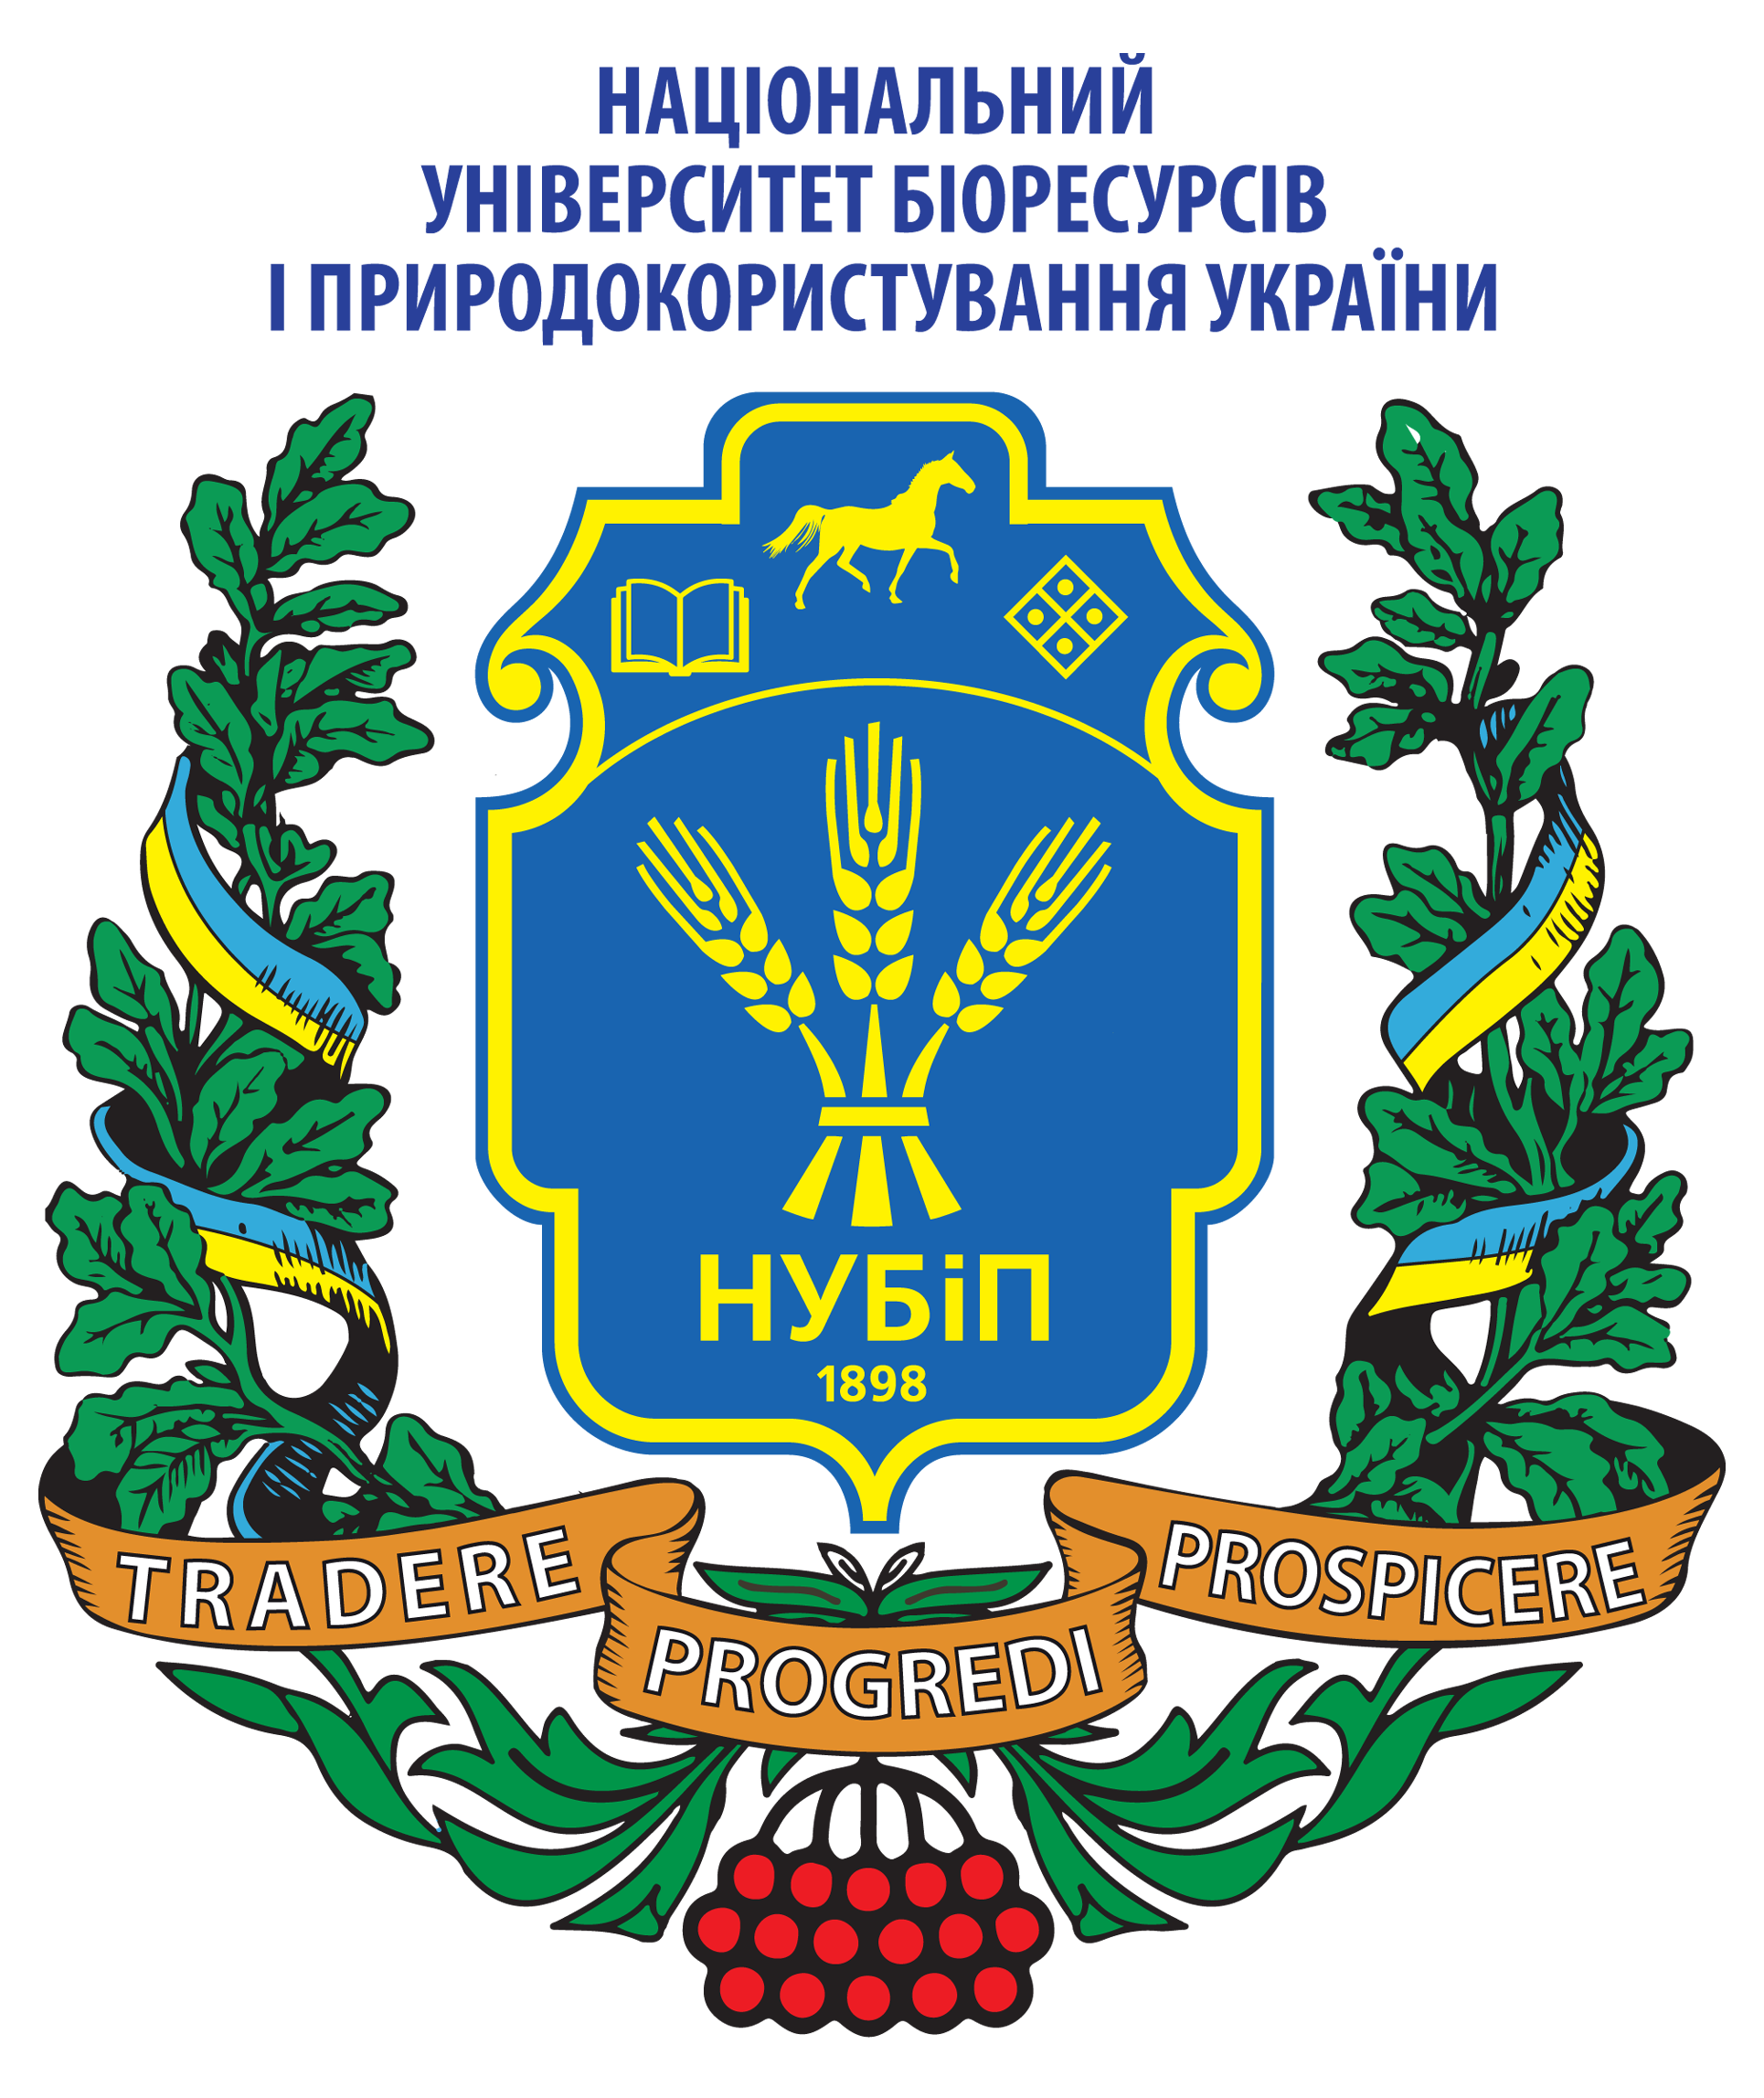 НАЦІОНАЛЬНИЙ
УНІВЕРСИТЕТ БІОРЕСУРСІВ
І ПРИРОДОКОРИСТУВАННЯ УКРАЇНИ
НУБіП
1898
TRADERE
PROGREDI
PROSPICERE